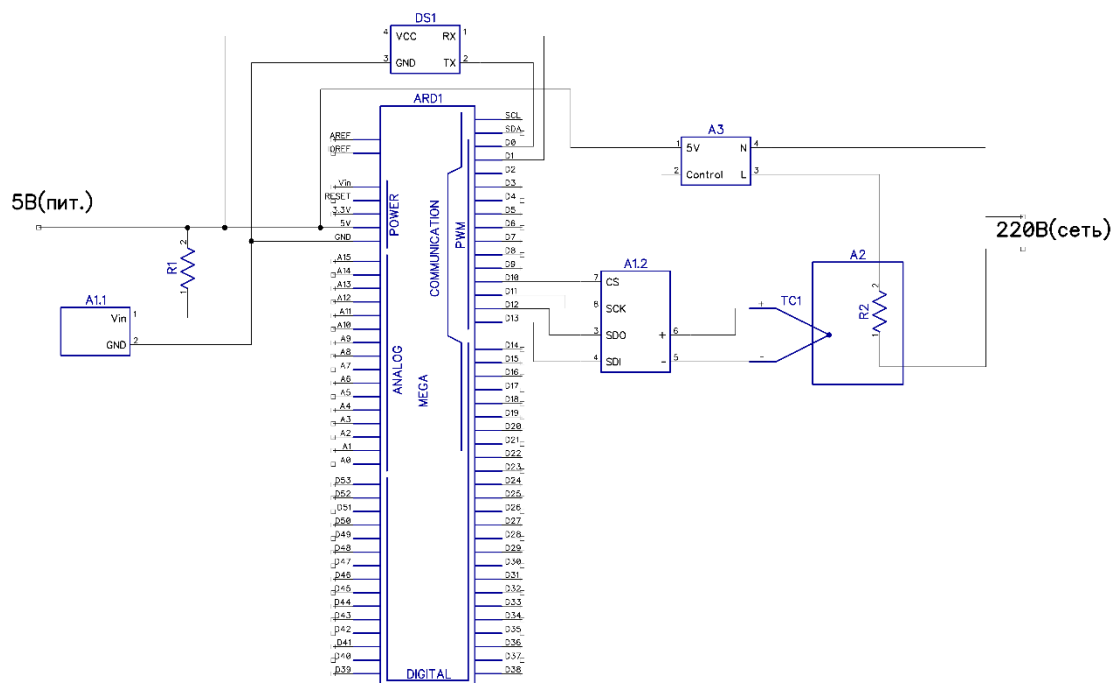 DS1
4 VCC RX 1
3 GND TX 2
ARD1
AREF
DREF
Vin
RESET
3.3V
5V
GND
A15
A14
A13
A12
A11
A10
A9
A8
A7
A6
A5
A4
A3
A2
A1
A0
D53
D52
D51
D50
D49
D48
D47
D46
D45
D44
D43
D42
D41
D40
D39
POWER
ANALOG
COMMUNICATION
PWM
MEGA
DIGITAL
SCL
SDA
D0
D1
D2
D3
D4
D5
D6
D7
D8
D9
D10
D11
D12
D13
D14
D15
D16
D17
D18
D19
D20
D21
D22
D23
D24
D25
D26
D27
D28
D29
D30
D31
D32
D33
D34
D35
D36
D37
D38
5В(пит.)
R1
2
1
A1.1
Vin 1
GND 2
A3
1 5V N 4
2 Control L 3
220В(сеть)
A1.2
7 CS
8 SCK
3 SDO + 6
4 SDI - 5
TC1
+
-
A2
R2
2
1